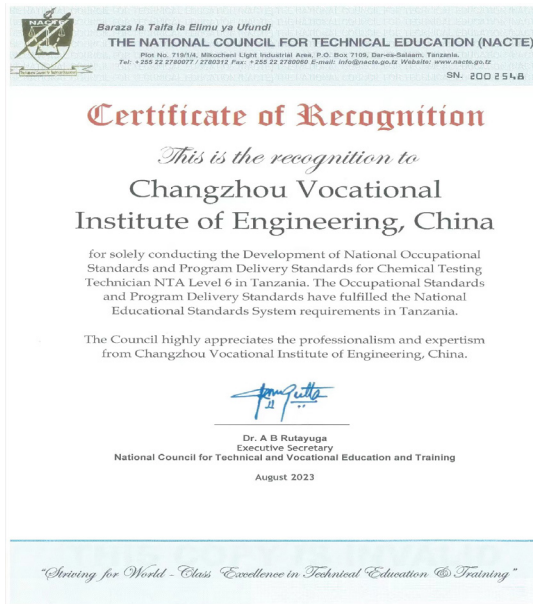 NACTE
Baraza la Taifa la Elimu ya Ufundi
THE NATIONAL COUNCIL FOR TECHNICAL EDUCATION (NACTE)
Plot No. 719/1/4, Mikocheni Light Industrial Area, P.O. Box 7109, Dar-es-Salaam, Tanzania.
Tel: +255 22 2780077 / 2780312 Fax: +255 22 2780060 E-mail: info@nacte.go.tz Website: www.nacte.go.tz
SN. 2002548
Certificate of Recognition
This is the recognition to
Changzhou Vocational
Institute of Engineering, China
for solely conducting the Development of National Occupational
Standards and Program Delivery Standards for Chemical Testing
Technician NTA Level 6 in Tanzania. The Occupational Standards
and Program Delivery Standards have fulfilled the National
Educational Standards System requirements in Tanzania.
The Council highly appreciates the professionalism and expertism
from Changzhou Vocational Institute of Engineering, China.
Dr. A B Rutayuga
Executive Secretary
National Council for Technical and Vocational Education and Training
August 2023
"Striving for World - Class Excellence in Technical Education & Training"